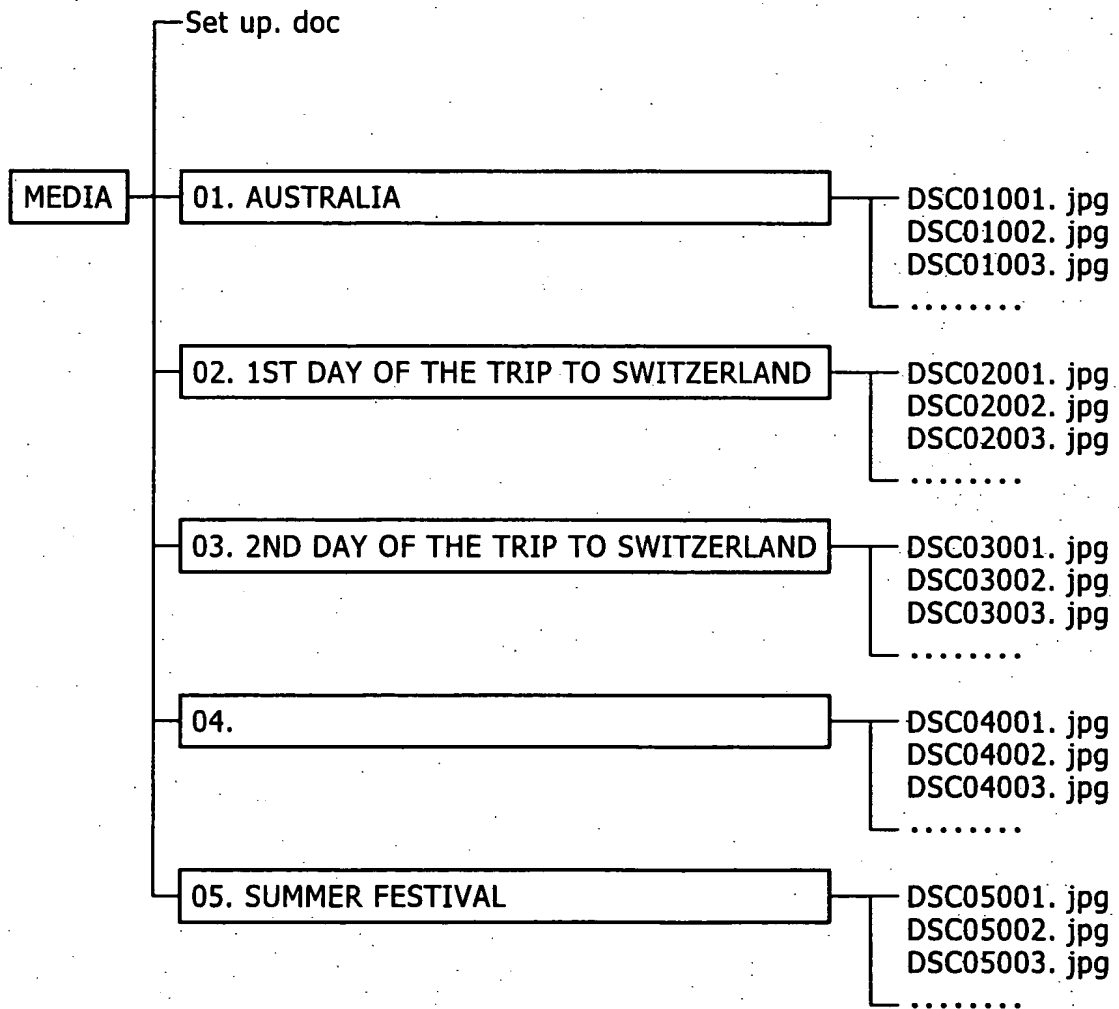 Set up. doc
MEDIA
01. AUSTRALIA
DSC01001. jpg
DSC01002. jpg
DSC01003. jpg
........
02. 1ST DAY OF THE TRIP TO SWITZERLAND
DSC02001. jpg
DSC02002. jpg
DSC02003. jpg
........
03. 2ND DAY OF THE TRIP TO SWITZERLAND
DSC03001. jpg
DSC03002. jpg
DSC03003. jpg
........
04.
DSC04001. jpg
DSC04002. jpg
DSC04003. jpg
........
05. SUMMER FESTIVAL
DSC05001. jpg
DSC05002. jpg
DSC05003. jpg
........